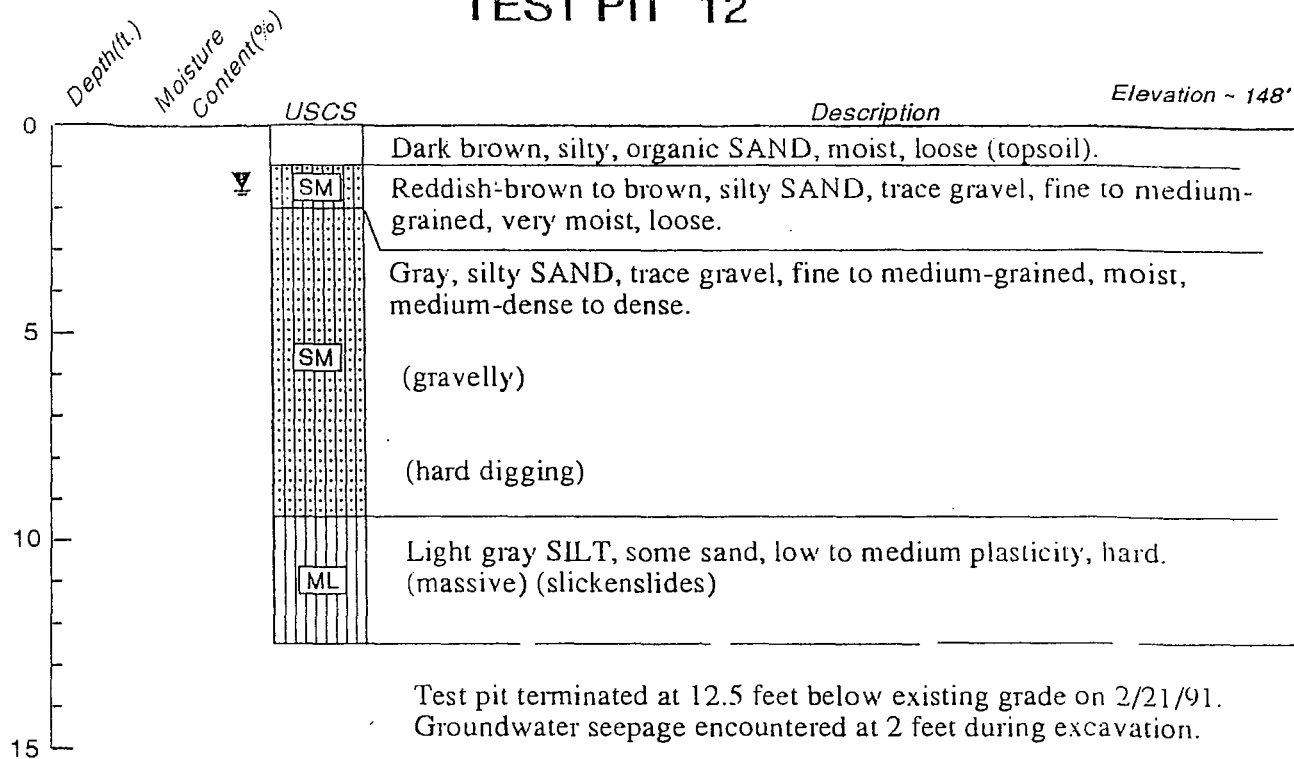 TEST PIT 12
Depth(ft.)
Moisture
Content(%)
USCS
Description
Elevation ~ 148'
0
Dark brown, silty, organic SAND, moist, loose (topsoil).
SM
Reddish-brown to brown, silty SAND, trace gravel, fine to medium-
grained, very moist, loose.
Gray, silty SAND, trace gravel, fine to medium-grained, moist,
medium-dense to dense.
5
SM
(gravelly)
(hard digging)
10
Light gray SILT, some sand, low to medium plasticity, hard.
ML
(massive) (slickenslides)
Test pit terminated at 12.5 feet below existing grade on 2/21/91.
Groundwater seepage encountered at 2 feet during excavation.
15